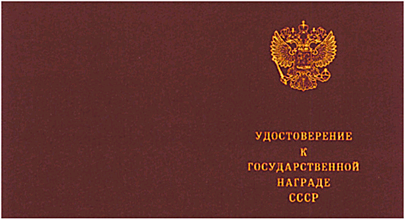 УДОСТОВЕРЕНИЕ
К
ГОСУДАРСТВЕННОЙ
НАГРАДЕ
СССР